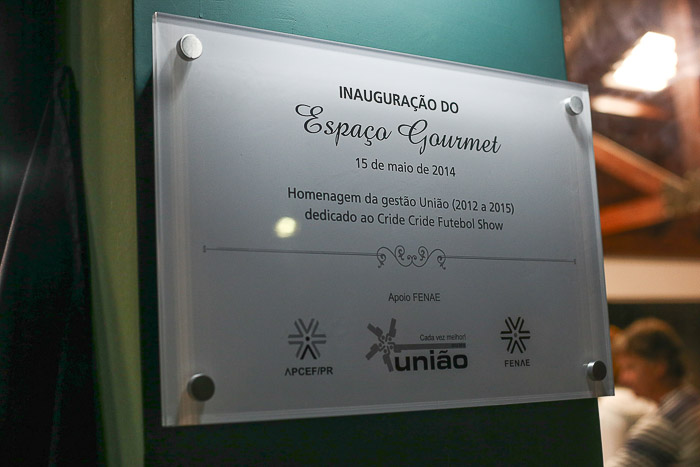 INAUGURAÇÃO DO
Espaço Gourmet
15 de maio de 2014
Homenagem da gestão União (2012 a 2015)
dedicado ao Cride Cride Futebol Show
Apoio FENAE
APCEF/PR
Cada vez melhor!
união
FENAE